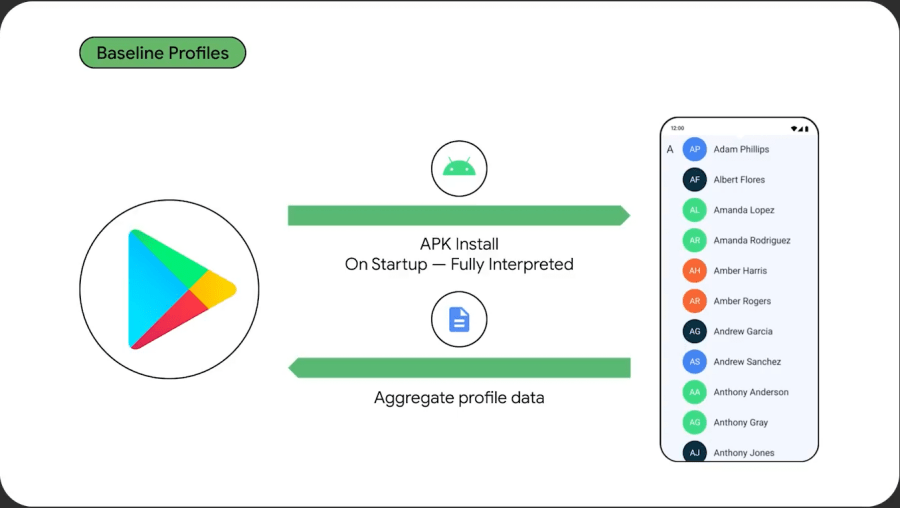 Baseline Profiles
APK Install
On Startup — Fully Interpreted
Aggregate profile data
12:00
A
AP Adam Phillips
AF Albert Flores
AL Amanda Lopez
AR Amanda Rodriguez
AH Amber Harris
AR Amber Rogers
AG Andrew Garcia
AS Andrew Sanchez
AA Anthony Anderson
AG Anthony Gray
AJ Anthony Jones